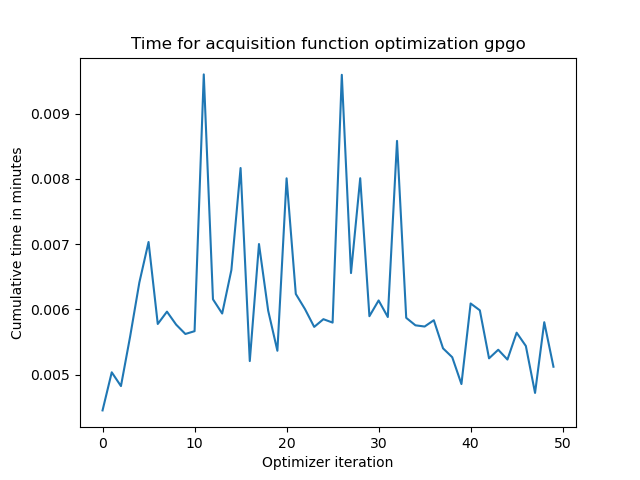 Time for acquisition function optimization gpgo
Cumulative time in minutes
0.009
0.008
0.007
0.006
0.005
0 10 20 30 40 50
Optimizer iteration